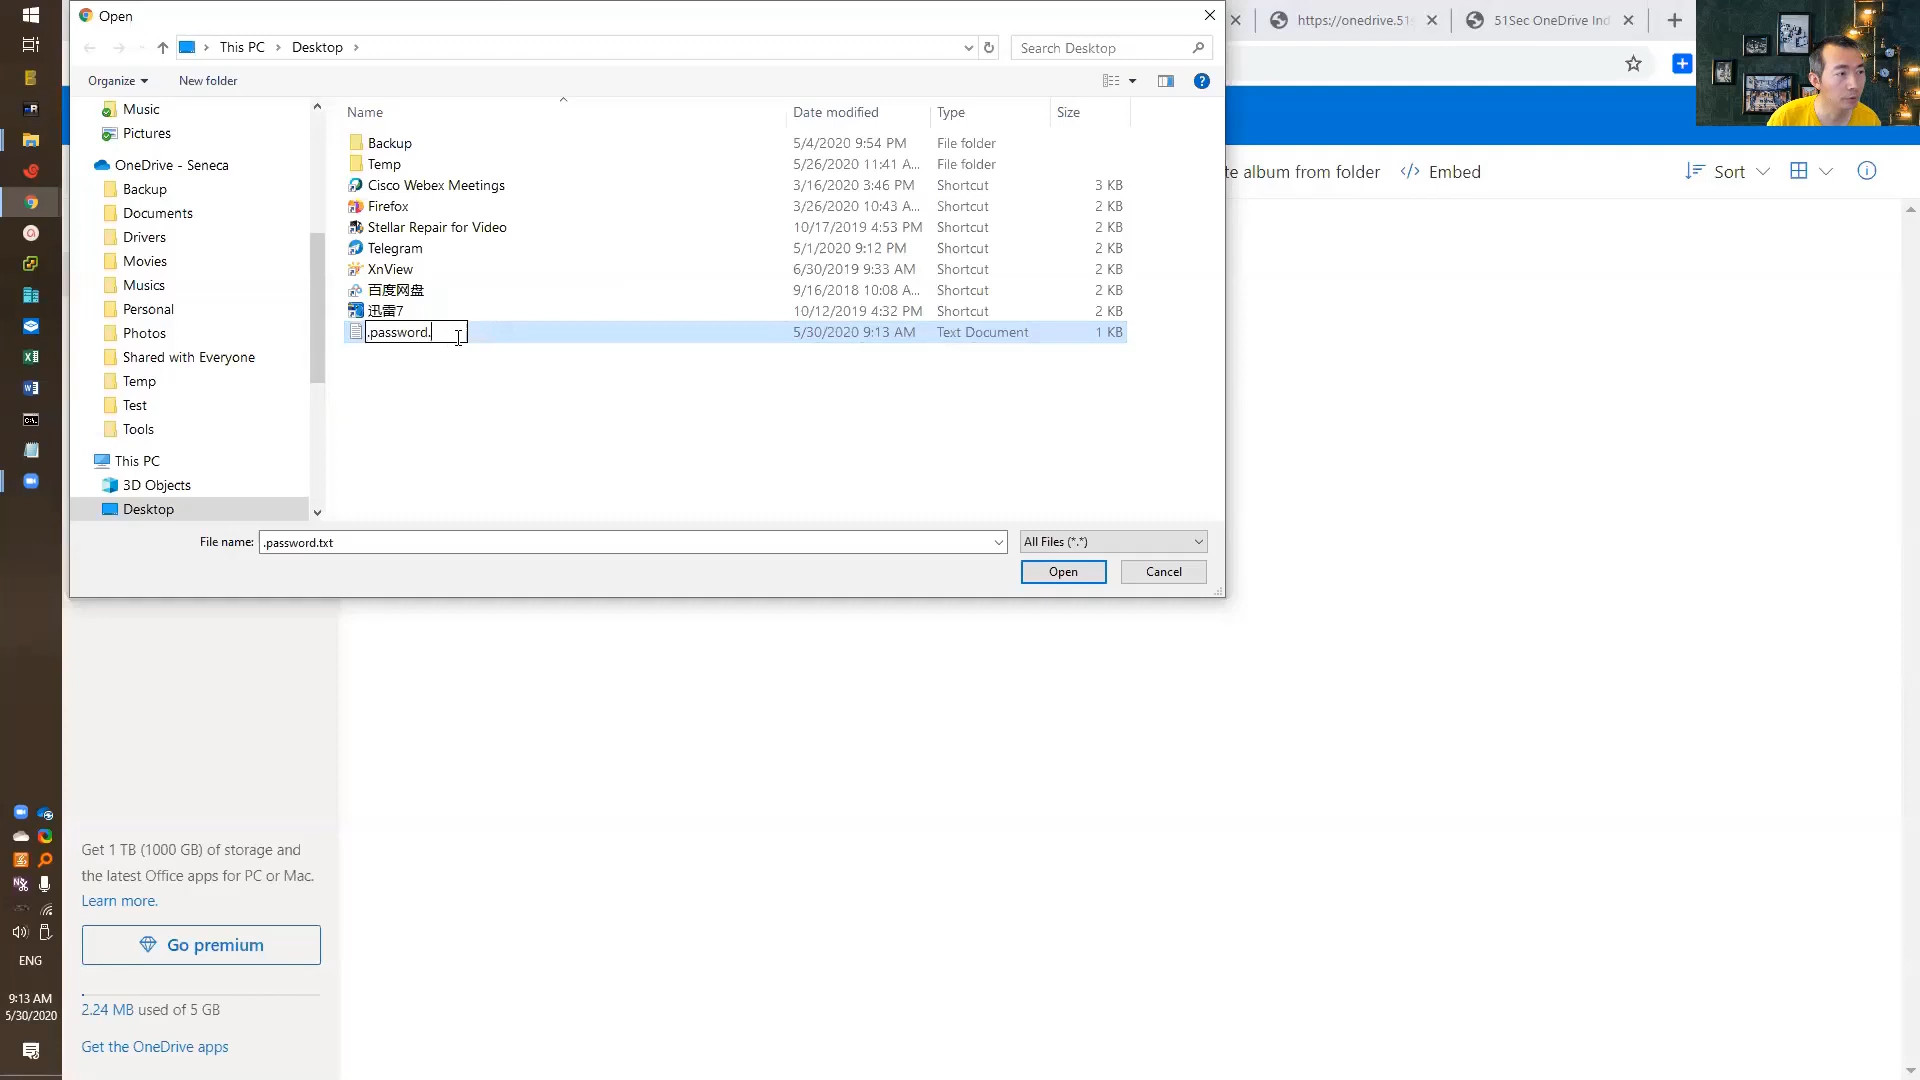 Open
https://onedrive.51
51Sec OneDrive Ind
This PC
Desktop
Search Desktop
Organize
New folder
Music
Pictures
OneDrive - Seneca
Backup
Documents
Drivers
Movies
Musics
Personal
Photos
Shared with Everyone
Temp
Test
Tools
This PC
3D Objects
Desktop
Name Date modified Type Size
Backup 5/4/2020 9:54 PM File folder
Temp 5/26/2020 11:41 A... File folder
Cisco Webex Meetings 3/16/2020 3:46 PM Shortcut 3 KB
Firefox 3/26/2020 10:43 A... Shortcut 2 KB
Stellar Repair for Video 10/17/2019 4:53 PM Shortcut 2 KB
Telegram 5/1/2020 9:12 PM Shortcut 2 KB
XnView 6/30/2019 9:33 AM Shortcut 2 KB
百度网盘 9/16/2018 10:08 A... Shortcut 2 KB
迅雷7 10/12/2019 4:32 PM Shortcut 2 KB
.password. 5/30/2020 9:13 AM Text Document 1 KB
File name: .password.txt All Files (*.*)
Open Cancel
te album from folder </> Embed Sort
Get 1 TB (1000 GB) of storage and
the latest Office apps for PC or Mac.
Learn more.
Go premium
2.24 MB used of 5 GB
Get the OneDrive apps
ENG
9:13 AM
5/30/2020